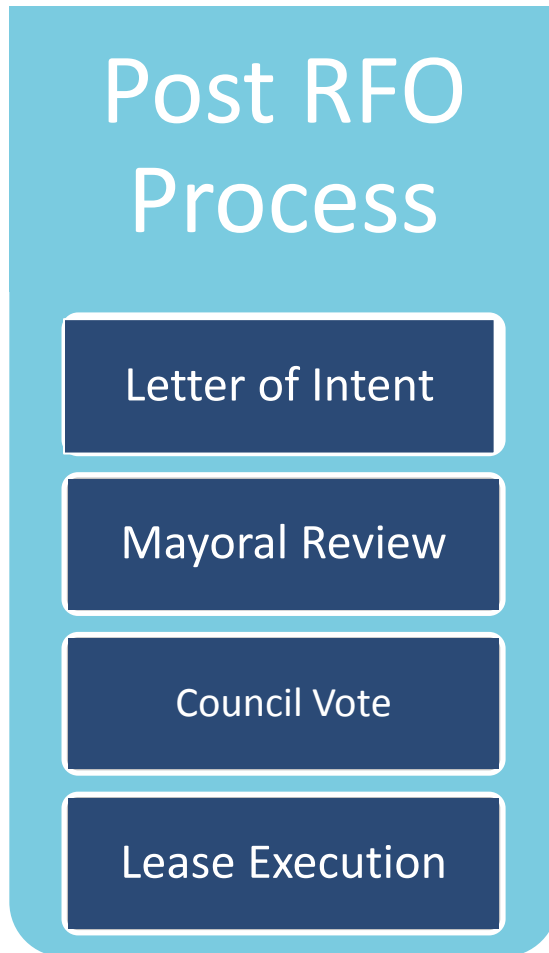 Post RFO
Process
Letter of Intent
Mayoral Review
Council Vote
Lease Execution